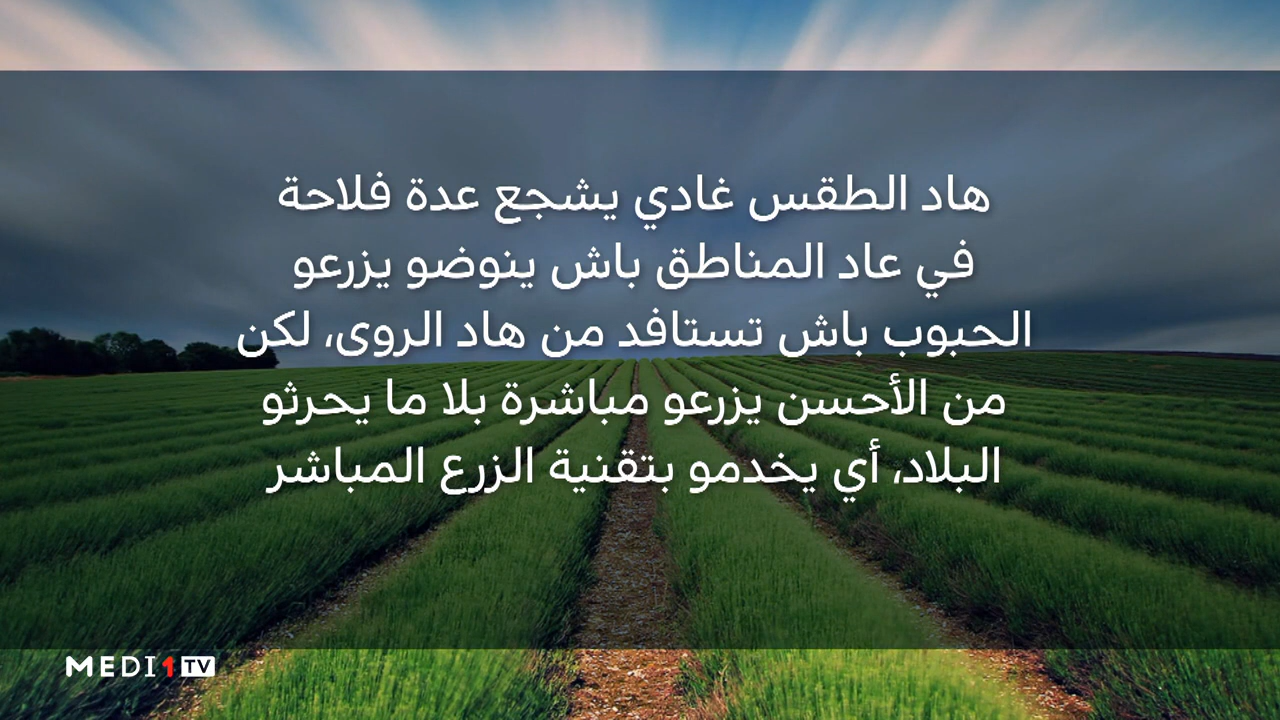 هاد الطقس غادي يشجع عدة فلاحة
في عاد المناطق باش ينوضو يزرعو
الحبوب باش تستافد من هاد الروى، لكن
من الأحسن يزرعو مباشرة بلا ما يحرثو
البلاد، أي يخدمو بتقنية الزرع المباشر
MEDI1TV